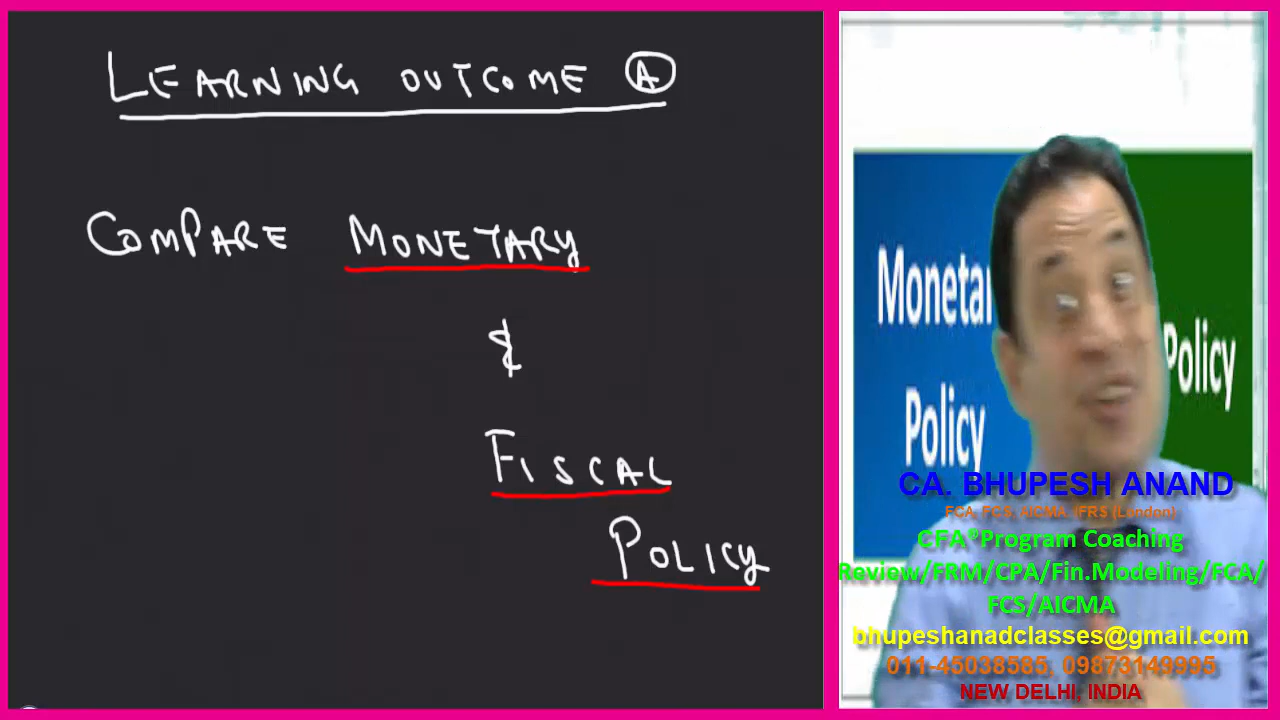 LEARNING OUTCOME A
COMPARE MONETARY
&
FISCAL
POLICY
Monetar
Policy
Policy
CA. BHUPESH ANAND
FCA, FCS, AICMA, IFRS (London)
CFA®Program Coaching
Review/FRM/CPA/Fin.Modeling/FCA/
FCS/AICMA
bhupeshanadclasses@gmail.com
011-45038585, 09873149995
NEW DELHI, INDIA